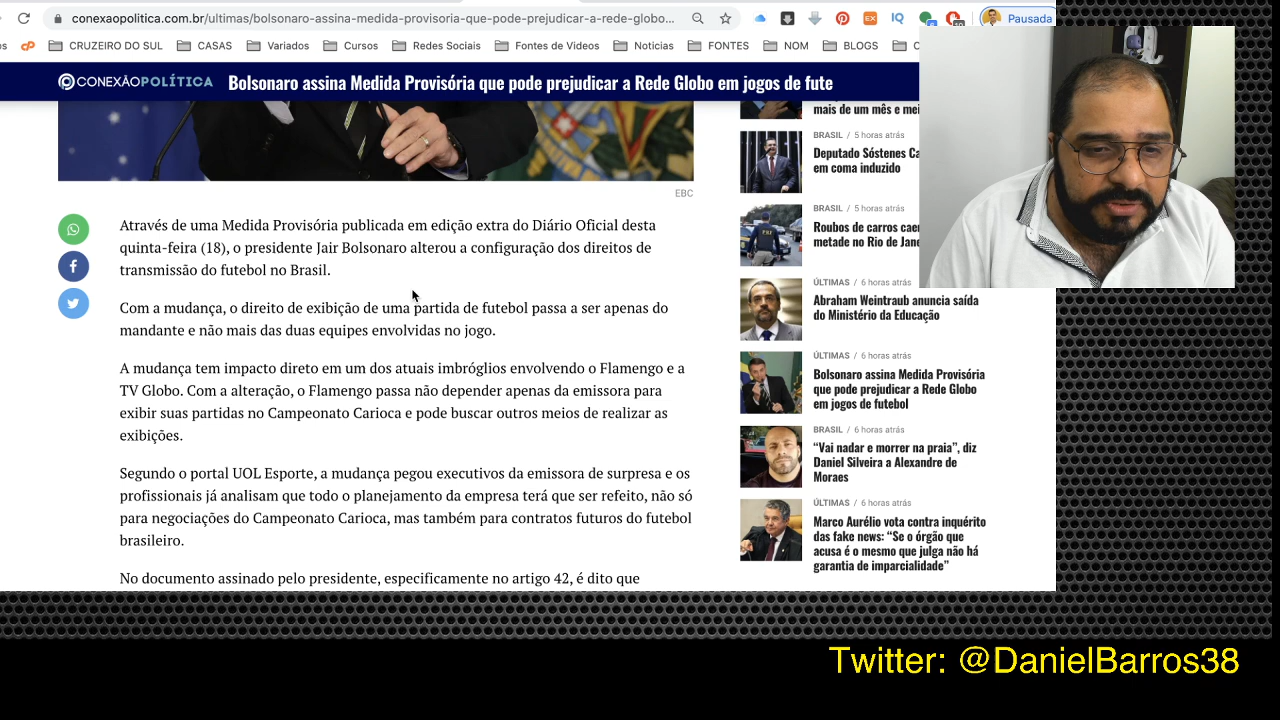 conexaopolitica.com.br/ultimas/bolsonaro-assina-medida-provisoria-que-pode-prejudicar-a-rede-globo...
EX
IQ
Pausada
CRUZEIRO DO SUL
CASAS
Variados
Cursos
Redes Sociais
Fontes de Videos
Noticias
FONTES
NOM
BLOGS
CONEXÃOPOLÍTICA
Bolsonaro assina Medida Provisória que pode prejudicar a Rede Globo em jogos de fute
EBC
Através de uma Medida Provisória publicada em edição extra do Diário Oficial desta
quinta-feira (18), o presidente Jair Bolsonaro alterou a configuração dos direitos de
transmissão do futebol no Brasil.
Com a mudança, o direito de exibição de uma partida de futebol passa a ser apenas do
mandante e não mais das duas equipes envolvidas no jogo.
A mudança tem impacto direto em um dos atuais imbróglios envolvendo o Flamengo e a
TV Globo. Com a alteração, o Flamengo passa não depender apenas da emissora para
exibir suas partidas no Campeonato Carioca e pode buscar outros meios de realizar as
exibições.
Segundo o portal UOL Esporte, a mudança pegou executivos da emissora de surpresa e os
profissionais já analisam que todo o planejamento da empresa terá que ser refeito, não só
para negociações do Campeonato Carioca, mas também para contratos futuros do futebol
brasileiro.
No documento assinado pelo presidente, especificamente no artigo 42, é dito que
mais de um mês e mei
BRASIL / 5 horas atrás
Deputado Sóstenes Ca
em coma induzido
BRASIL / 5 horas atrás
Roubos de carros caem
metade no Rio de Jane
ÚLTIMAS / 6 horas atrás
Abraham Weintraub anuncia saída
do Ministério da Educação
ÚLTIMAS / 6 horas atrás
Bolsonaro assina Medida Provisória
que pode prejudicar a Rede Globo
em jogos de futebol
BRASIL / 6 horas atrás
“Vai nadar e morrer na praia”, diz
Daniel Silveira a Alexandre de
Moraes
ÚLTIMAS / 6 horas atrás
Marco Aurélio vota contra inquérito
das fake news: “Se o órgão que
acusa é o mesmo que julga não há
garantia de imparcialidade”
Twitter: @DanielBarros38